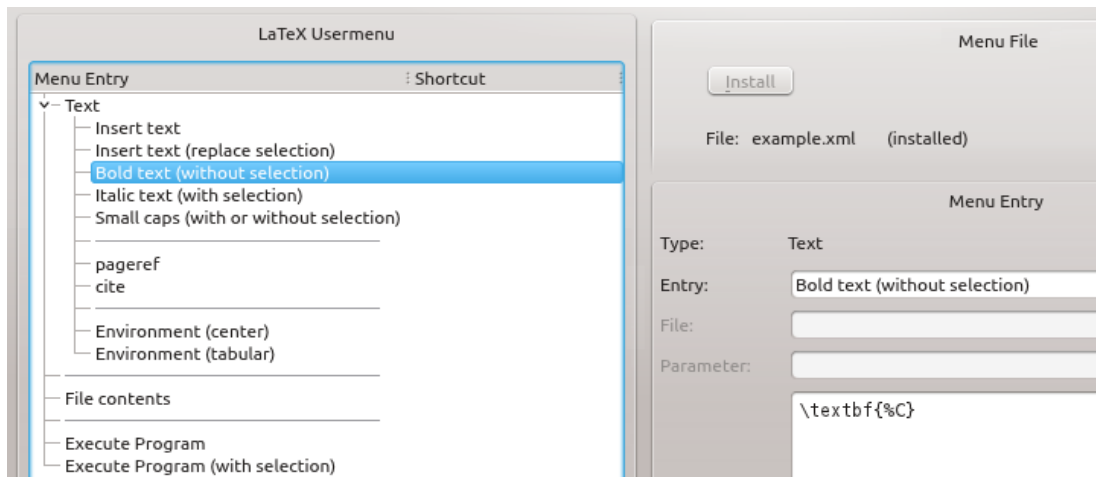 LaTeX Usermenu
Menu Entry Shortcut
Text
Insert text
Insert text (replace selection)
Bold text (without selection)
Italic text (with selection)
Small caps (with or without selection)
pageref
cite
Environment (center)
Environment (tabular)
File contents
Execute Program
Execute Program (with selection)
Menu File
Install
File: example.xml (installed)
Menu Entry
Type: Text
Entry: Bold text (without selection)
File:
Parameter:
\textbf{%C}